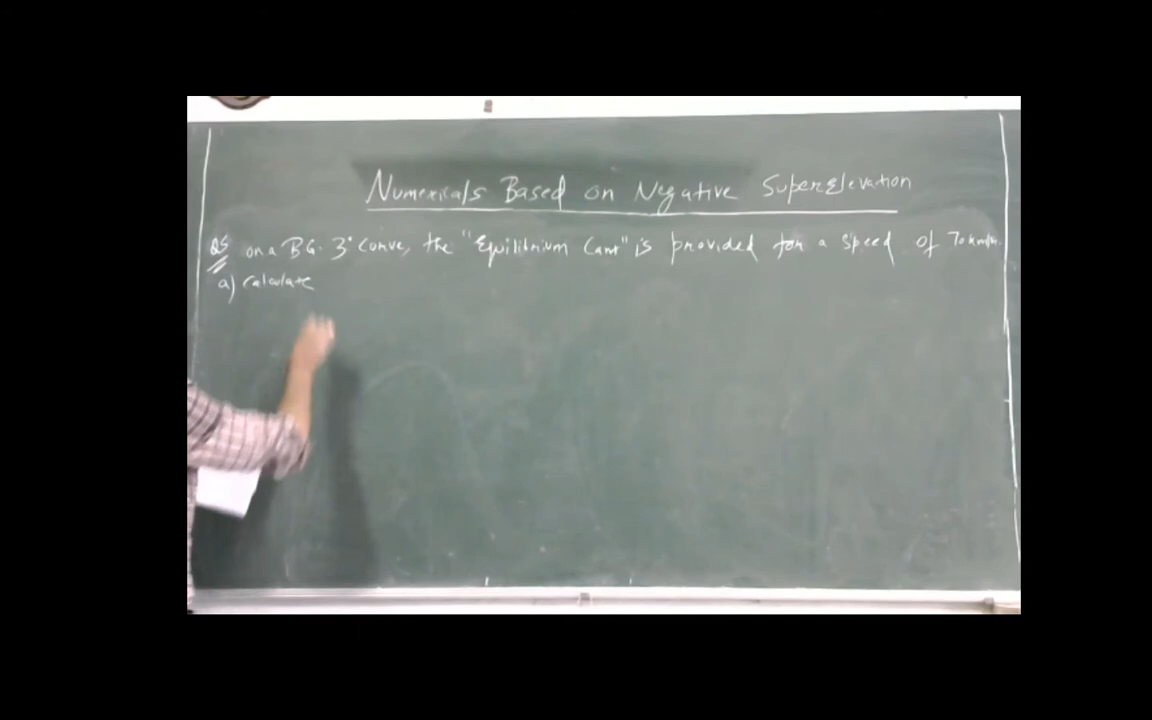 Numericals Based on Negative SuperElevation
Q5 on a B.G. 3° Curve, the "Equilibrium Cant" is provided for a speed of 70 kmph.
a) calculate